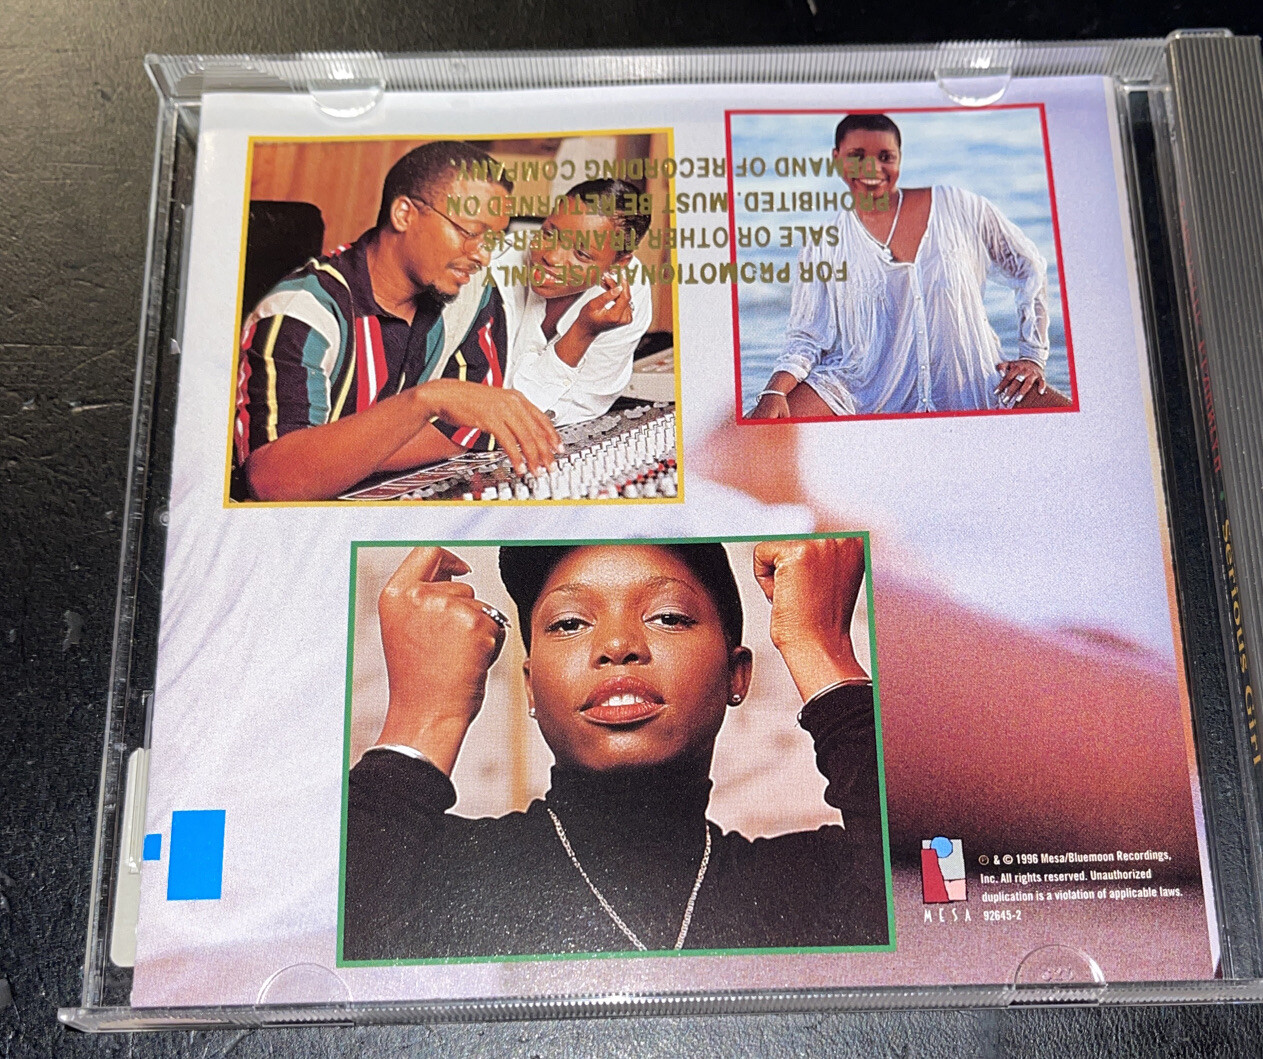 FOR PROMOTIONAL USE ONLY
SALE OR OTHER TRANSFER IS
PROHIBITED. MUST BE RETURNED ON
DEMAND OF RECORDING COMPANY.
Serious Girl
℗ & © 1996 Mesa/Bluemoon Recordings,
Inc. All rights reserved. Unauthorized
duplication is a violation of applicable laws.
92645-2
MESA